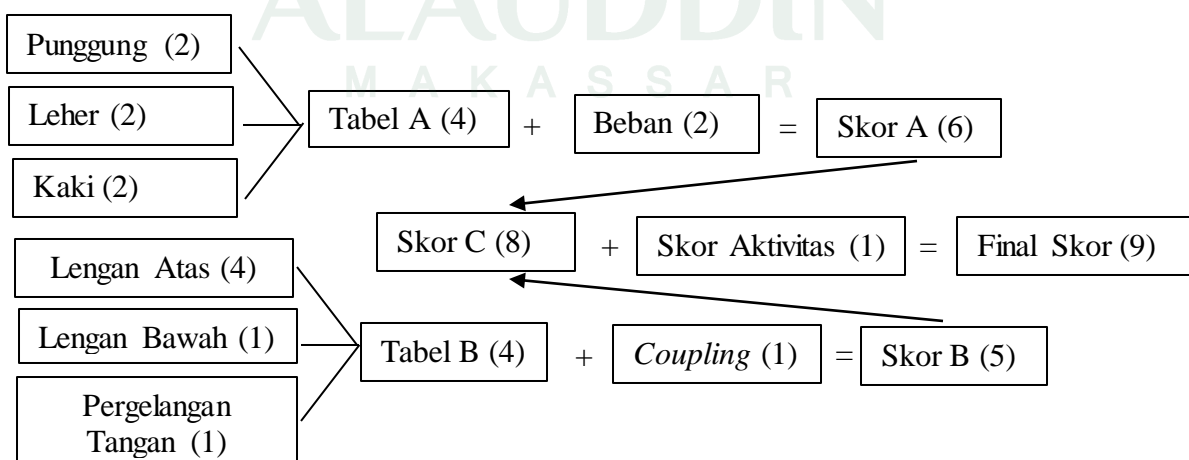 ALAUDDIN
MAKASSAR
Punggung (2)
Leher (2)
Kaki (2)
Tabel A (4) + Beban (2) = Skor A (6)
Skor C (8) + Skor Aktivitas (1) = Final Skor (9)
Lengan Atas (4)
Lengan Bawah (1)
Pergelangan
Tangan (1)
Tabel B (4) + Coupling (1) = Skor B (5)